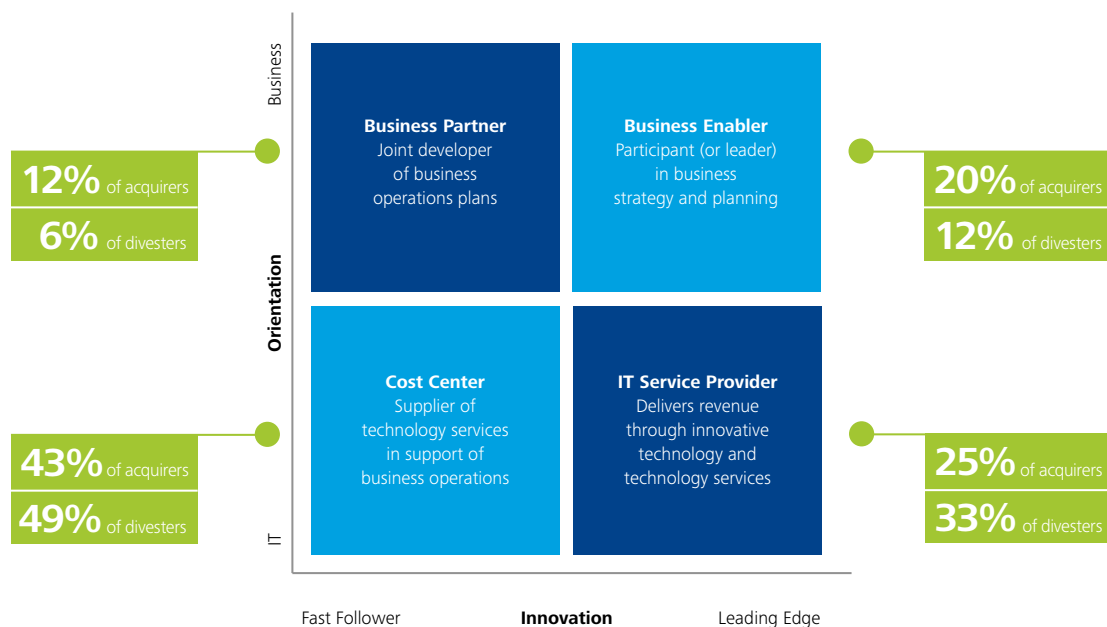 Business
Business Partner
Joint developer
of business
operations plans
Business Enabler
Participant (or leader)
in business
strategy and planning
12% of acquirers
6% of divesters
20% of acquirers
12% of divesters
Orientation
Cost Center
Supplier of
technology services
in support of
business operations
IT Service Provider
Delivers revenue
through innovative
technology and
technology services
43% of acquirers
49% of divesters
25% of acquirers
33% of divesters
IT
Fast Follower Innovation Leading Edge